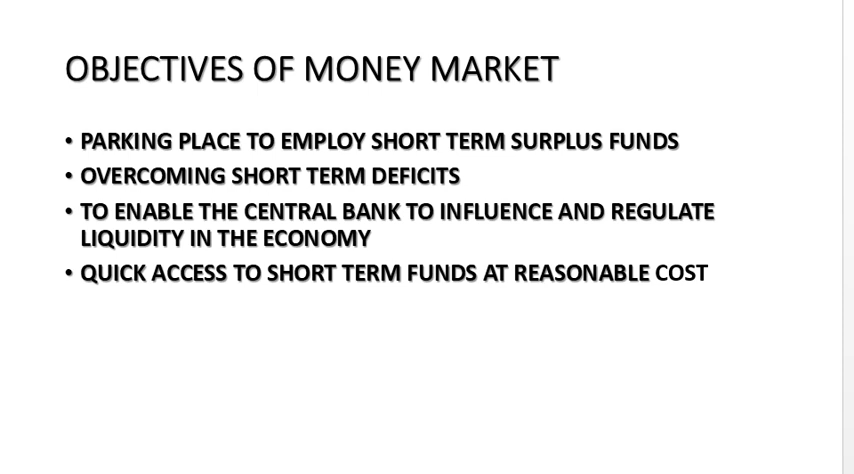 OBJECTIVES OF MONEY MARKET
• PARKING PLACE TO EMPLOY SHORT TERM SURPLUS FUNDS
• OVERCOMING SHORT TERM DEFICITS
• TO ENABLE THE CENTRAL BANK TO INFLUENCE AND REGULATE
LIQUIDITY IN THE ECONOMY
• QUICK ACCESS TO SHORT TERM FUNDS AT REASONABLE COST